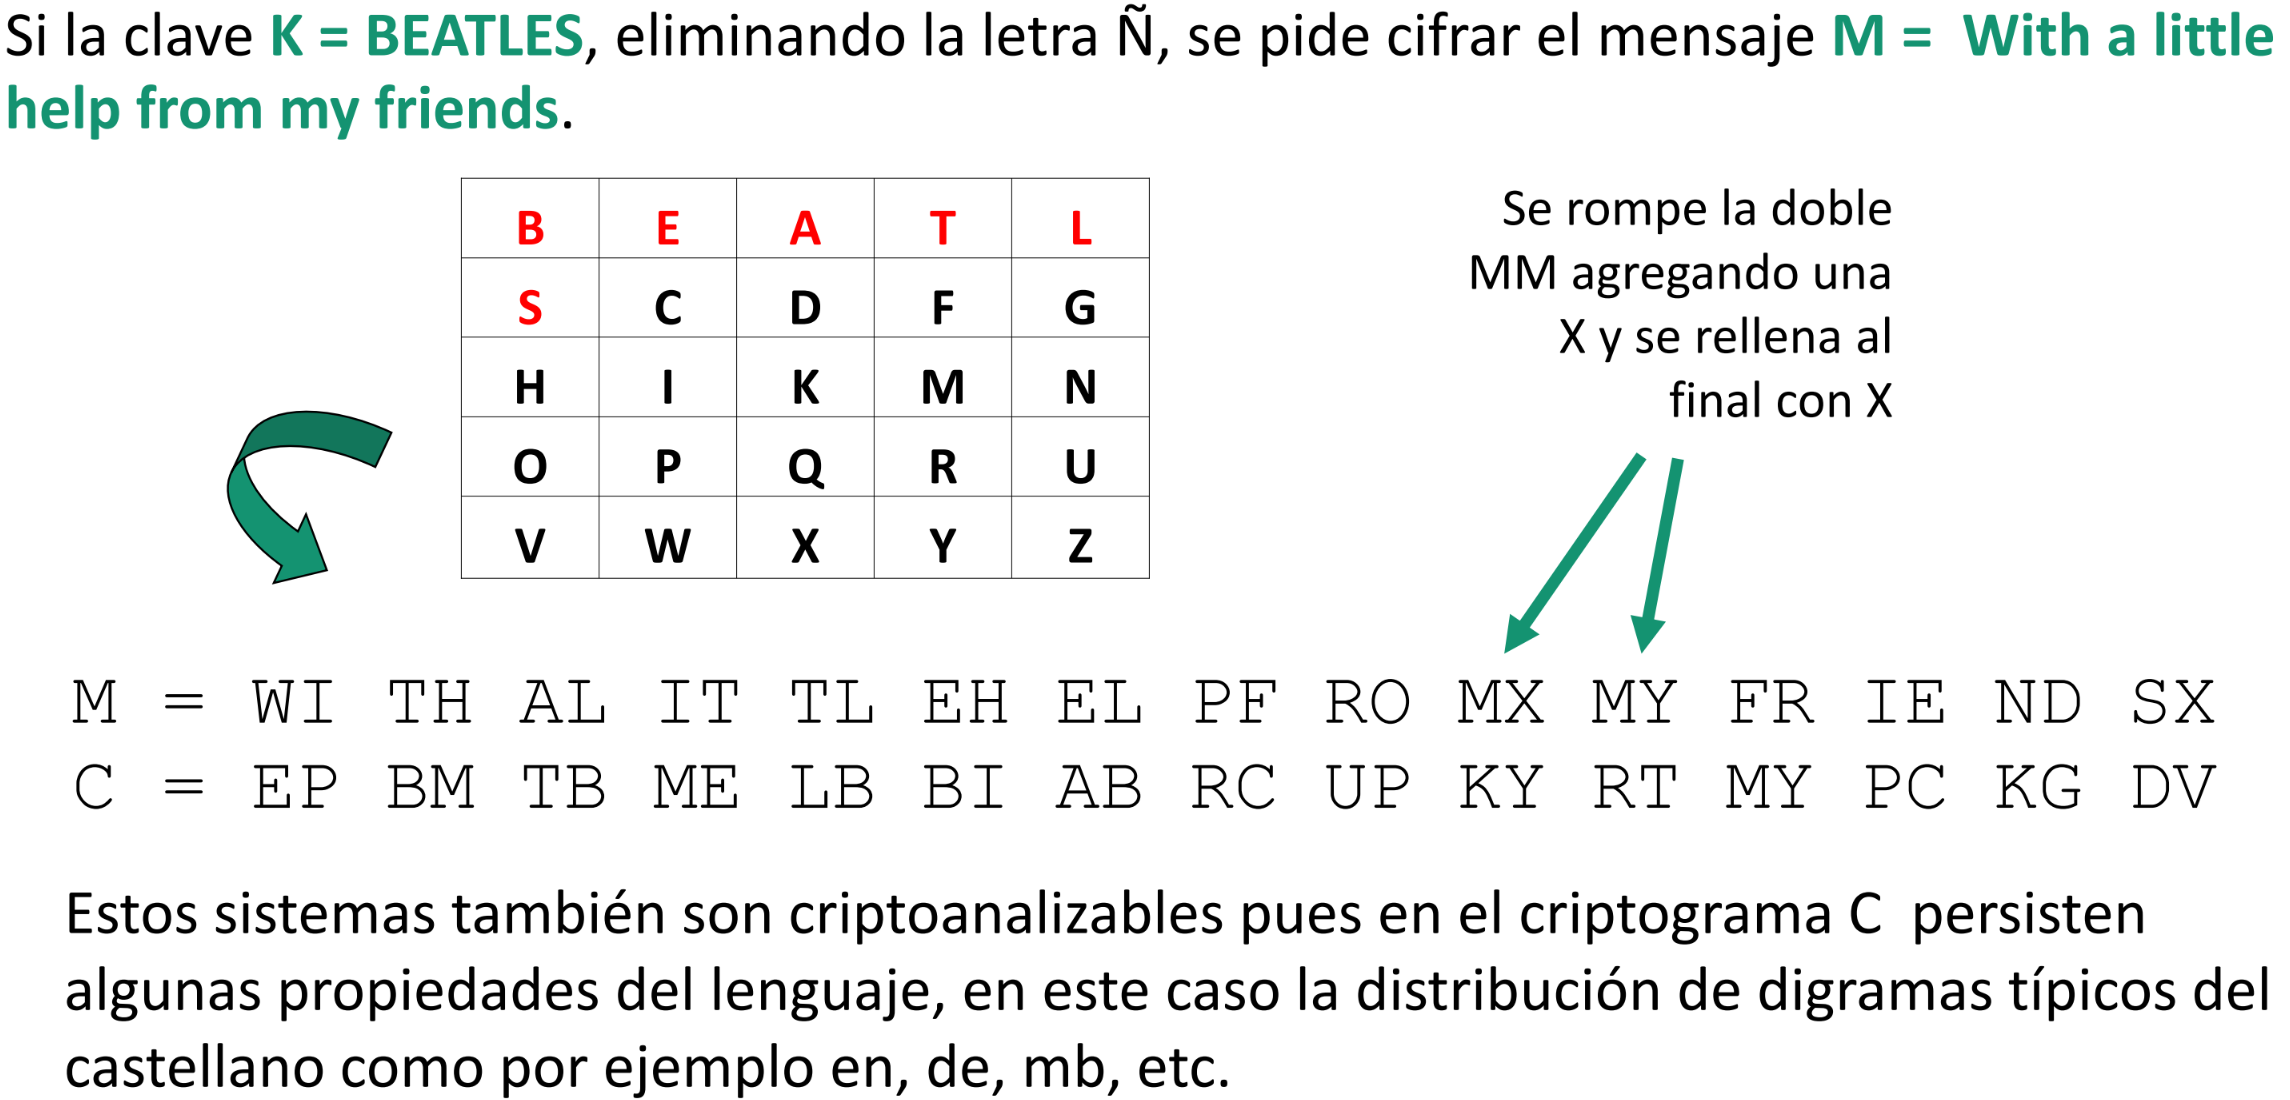 Si la clave K = BEATLES, eliminando la letra Ñ, se pide cifrar el mensaje M = With a little
help from my friends.
B E A T L
S C D F G
H I K M N
O P Q R U
V W X Y Z
Se rompe la doble
MM agregando una
X y se rellena al
final con X
M = WI TH AL IT TL EH EL PF RO MX MY FR IE ND SX
C = EP BM TB ME LB BI AB RC UP KY RT MY PC KG DV
Estos sistemas también son criptoanalizables pues en el criptograma C persisten
algunas propiedades del lenguaje, en este caso la distribución de digramas típicos del
castellano como por ejemplo en, de, mb, etc.